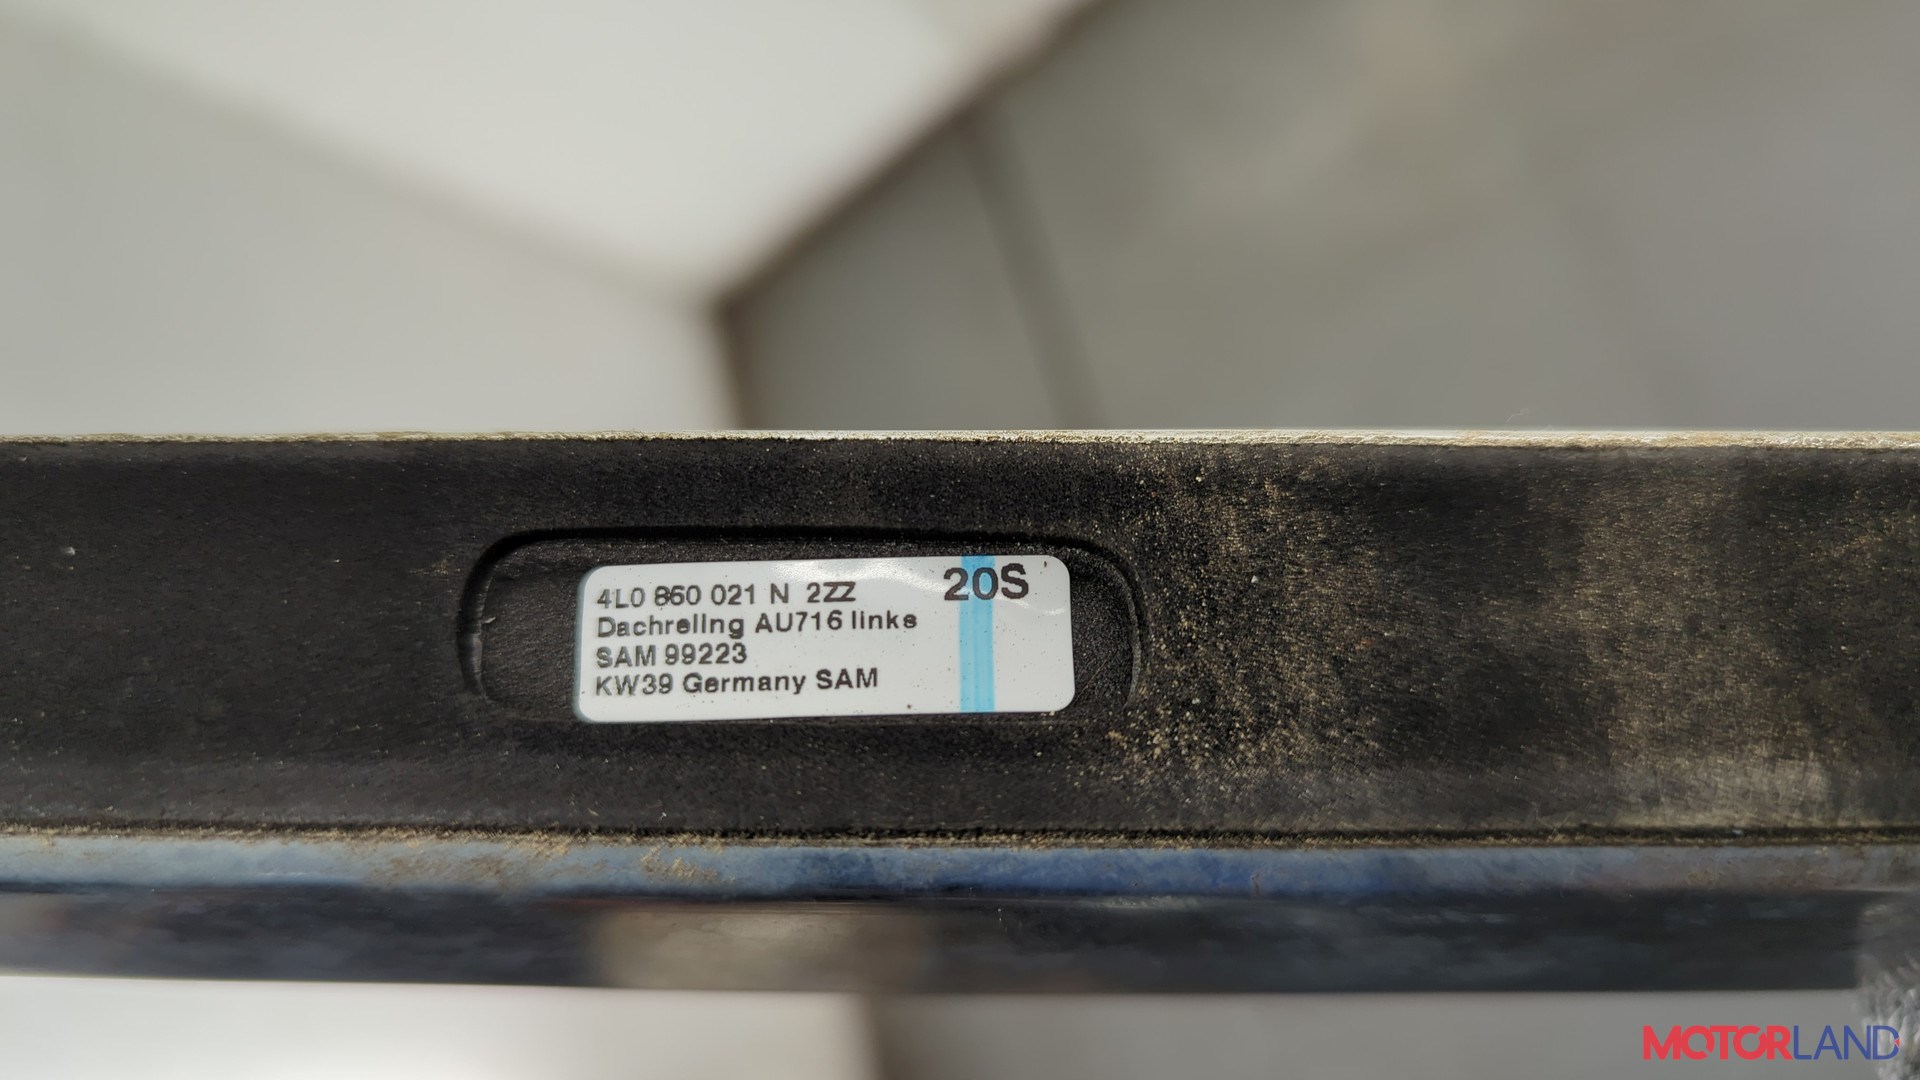 4L0 860 021 N 2ZZ 20S
Dachreling AU716 links
SAM 99223
KW39 Germany SAM
MOTORLAND